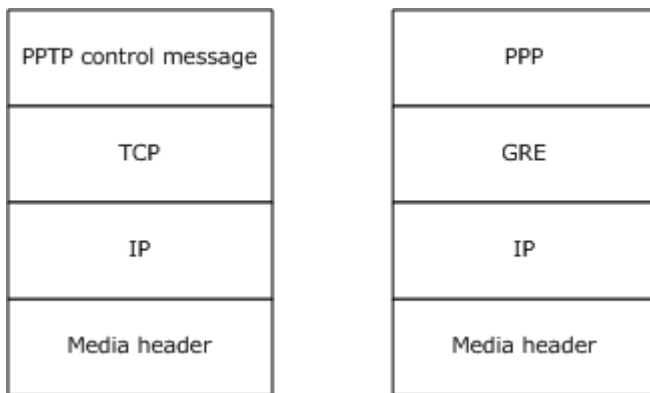 PPTP control message
TCP
IP
Media header
PPP
GRE
IP
Media header